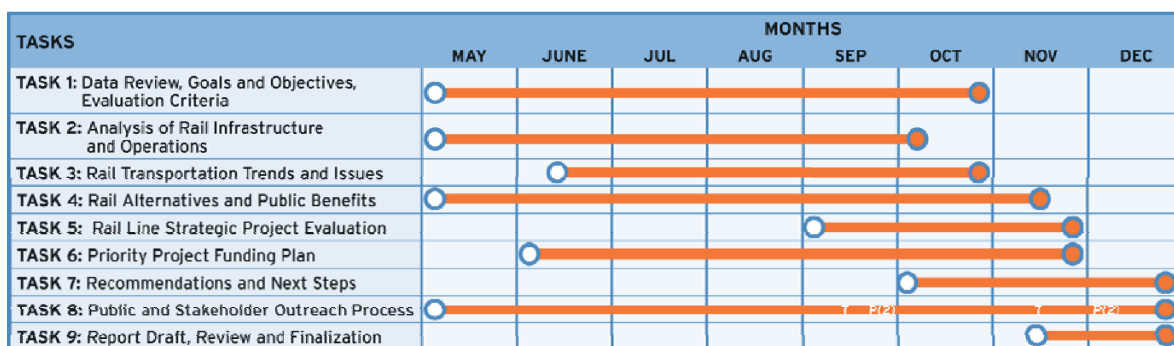 TASKS
MONTHS
MAY JUNE JUL AUG SEP OCT NOV DEC
TASK 1: Data Review, Goals and Objectives,
Evaluation Criteria
TASK 2: Analysis of Rail Infrastructure
and Operations
TASK 3: Rail Transportation Trends and Issues
TASK 4: Rail Alternatives and Public Benefits
TASK 5: Rail Line Strategic Project Evaluation
TASK 6: Priority Project Funding Plan
TASK 7: Recommendations and Next Steps
TASK 8: Public and Stakeholder Outreach Process T P(2) T P(2)
TASK 9: Report Draft, Review and Finalization